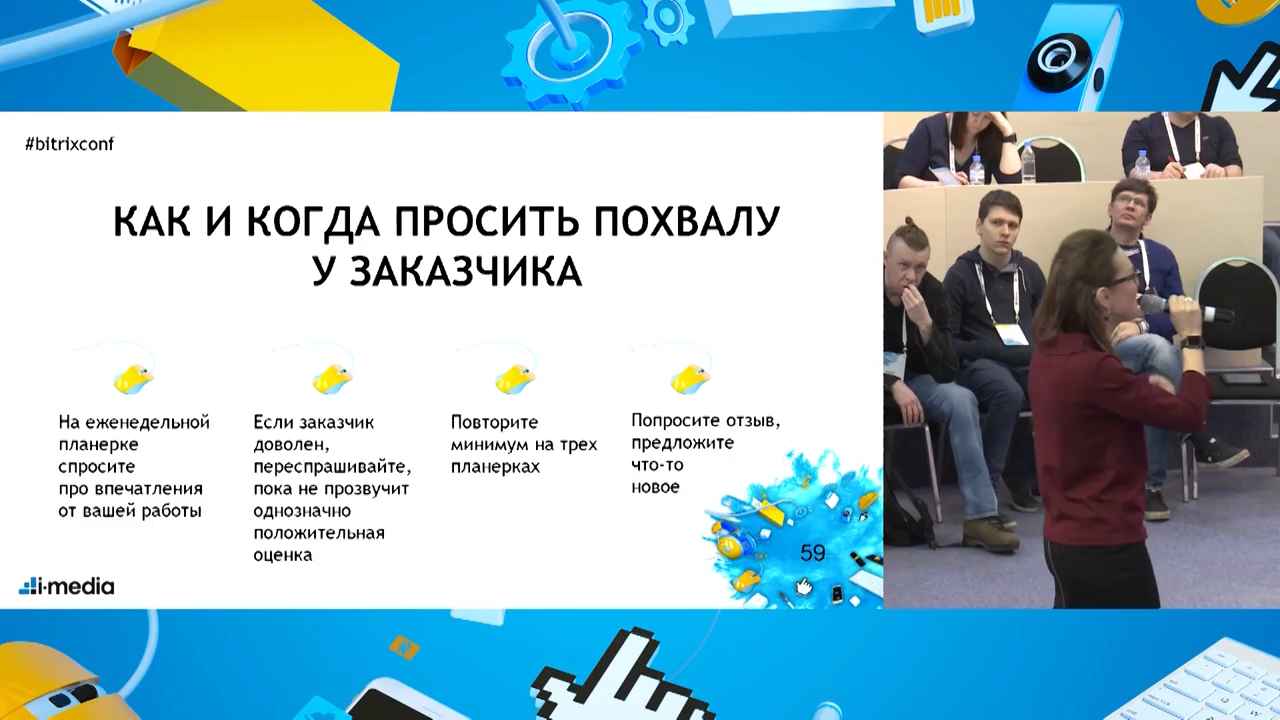 #bitrixconf
КАК И КОГДА ПРОСИТЬ ПОХВАЛУ
У ЗАКАЗЧИКА
На еженедельной
планерке
спросите
про впечатления
от вашей работы
Если заказчик
доволен,
переспрашивайте,
пока не прозвучит
однозначно
положительная
оценка
Повторите
минимум на трех
планерках
Попросите отзыв,
предложите
что-то
новое
59
i-media